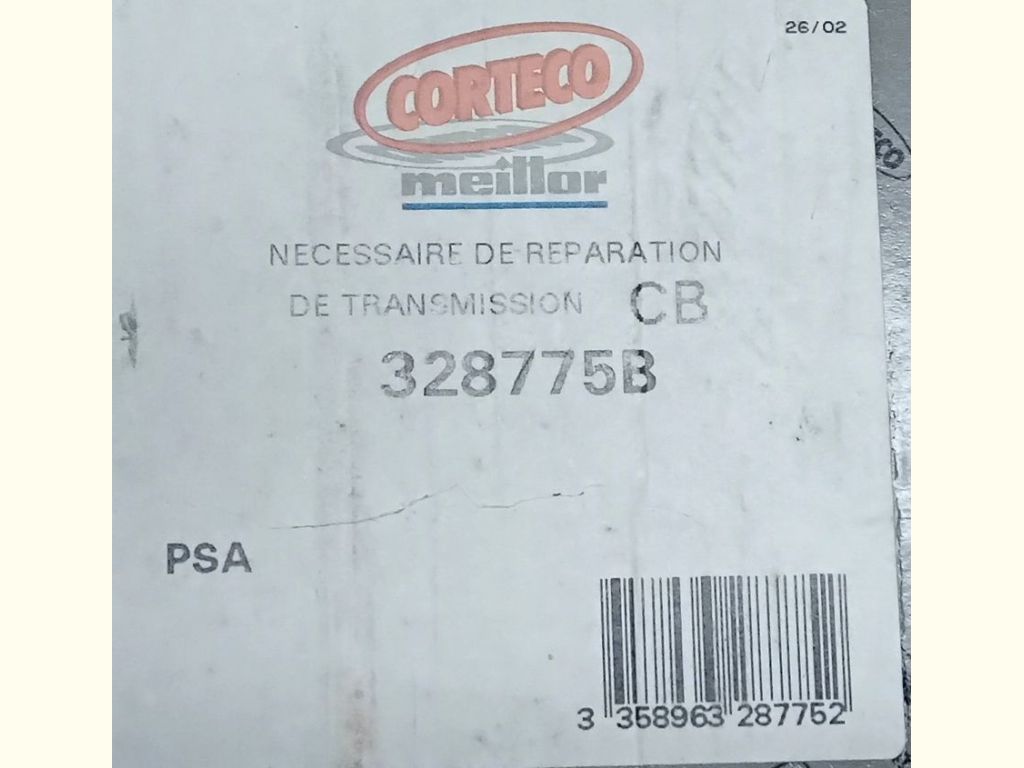 26/02
CORTECO
meillor
NECESSAIRE DE REPARATION
DE TRANSMISSION CB
328775B
PSA
3 358963 287752